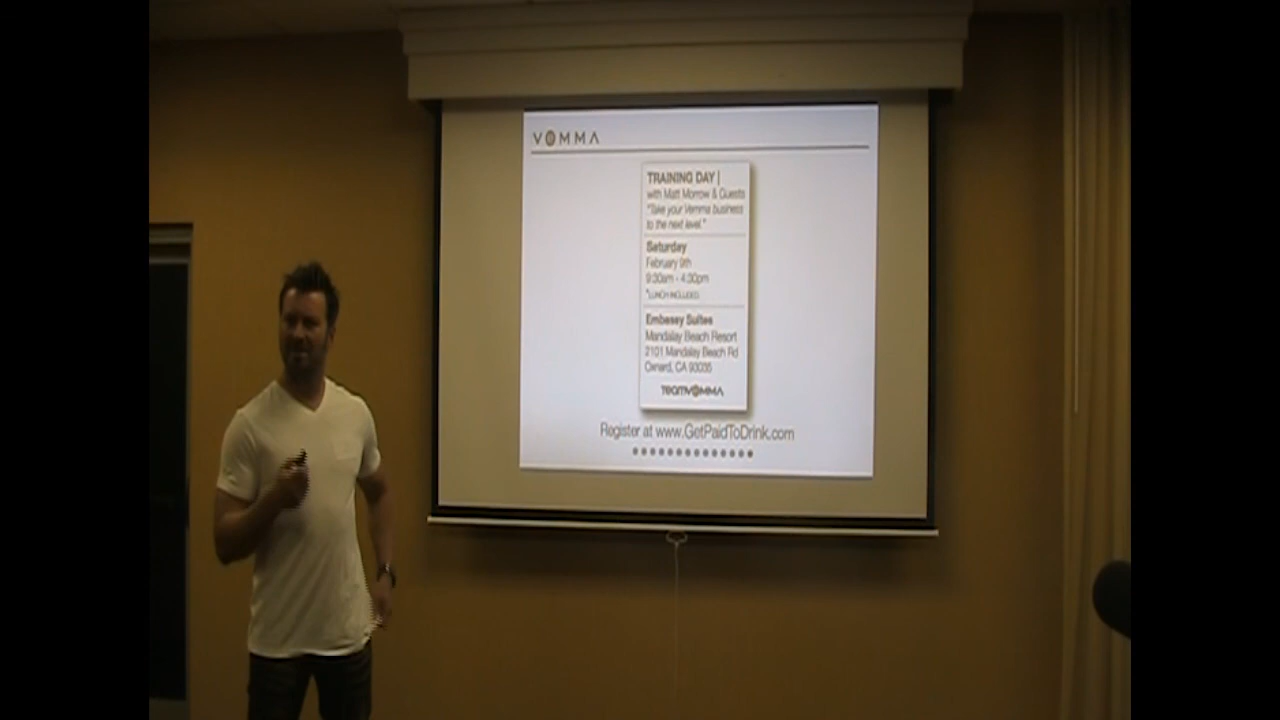 VEMMA
TRAINING DAY |
with Matt Morrow & Guests
"Take your Vemma business
to the next level."
Saturday
February 9th
9:30am - 4:30pm
*LUNCH INCLUDED.
Embassy Suites
Mandalay Beach Resort
2101 Mandalay Beach Rd
Oxnard, CA 93035
TEAMVEMMA
Register at www.GetPaidToDrink.com